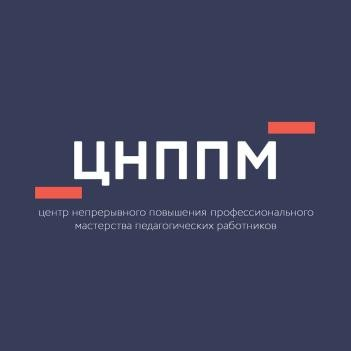 ЦНППМ
центр непрерывного повышения профессионального
мастерства педагогических работников